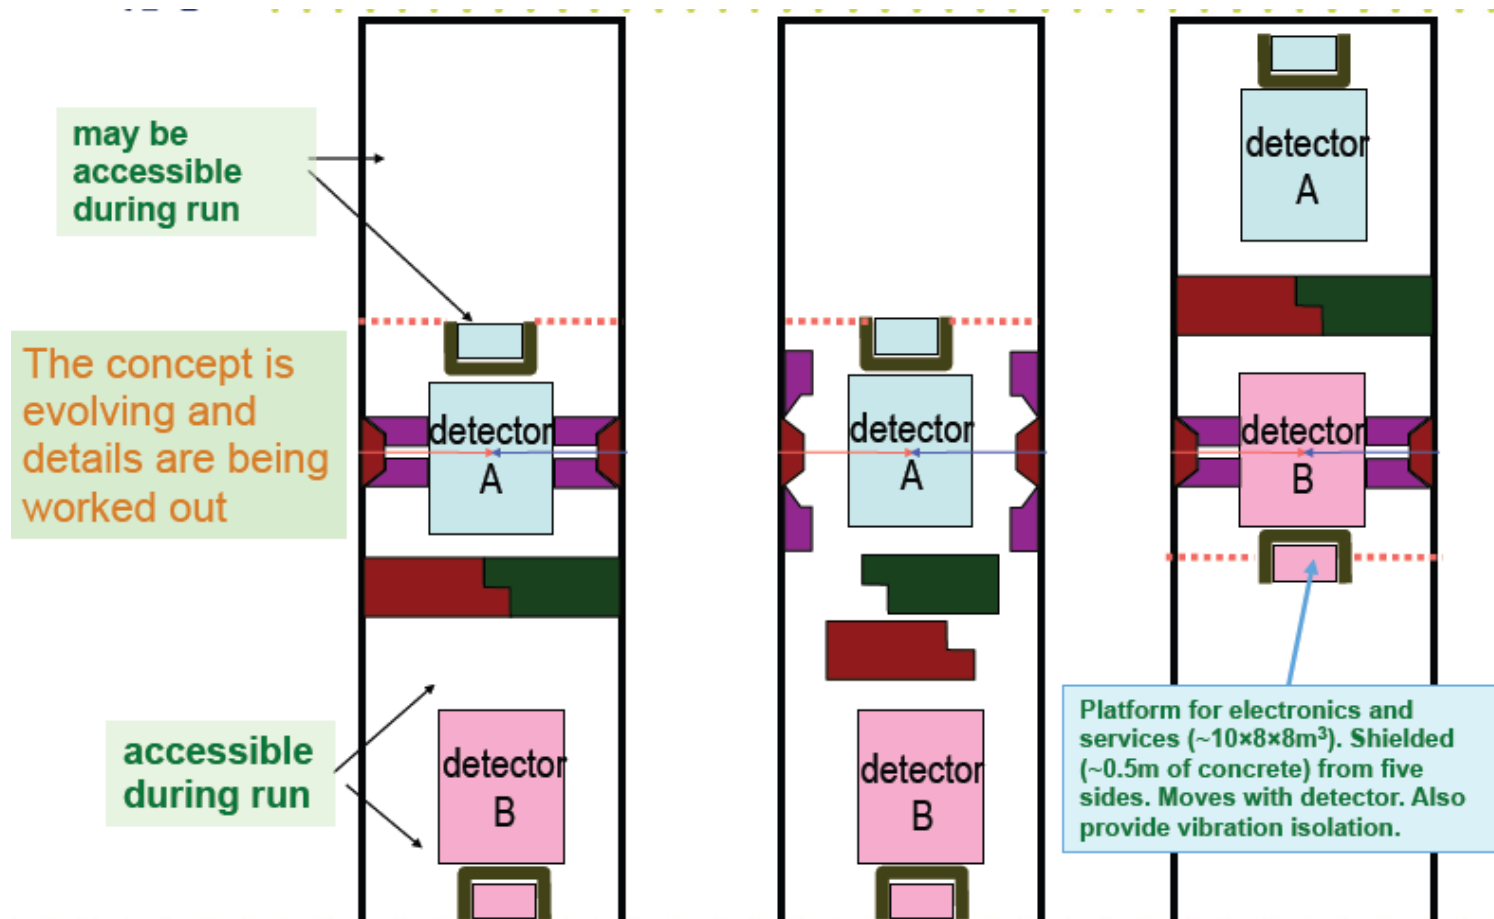 may be
accessible
during run
The concept is
evolving and
details are being
worked out
accessible
during run
detector
A
detector
B
detector
A
detector
B
detector
A
detector
B
Platform for electronics and
services (~10×8×8m³). Shielded
(~0.5m of concrete) from five
sides. Moves with detector. Also
provide vibration isolation.